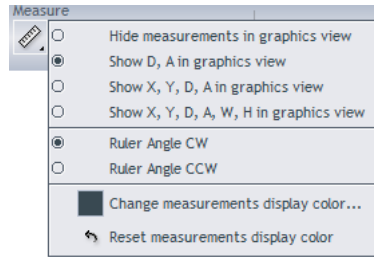 Measure
Hide measurements in graphics view
Show D, A in graphics view
Show X, Y, D, A in graphics view
Show X, Y, D, A, W, H in graphics view
Ruler Angle CW
Ruler Angle CCW
Change measurements display color...
Reset measurements display color